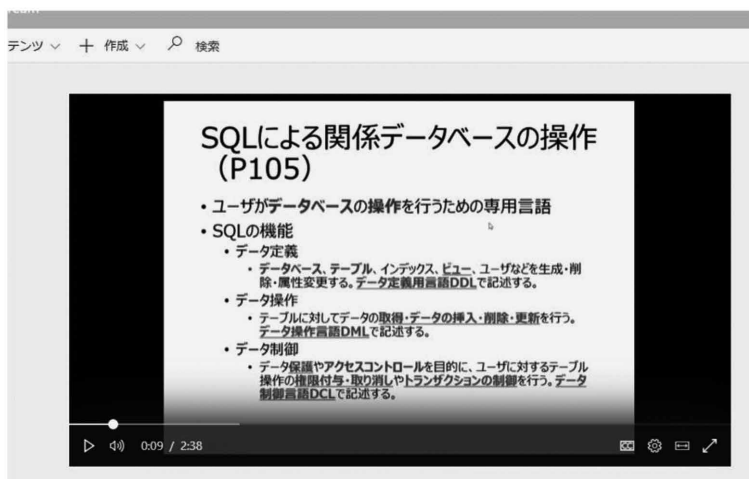 テンツ
作成
検索
SQLによる関係データベースの操作
（P105）
・ユーザがデータベースの操作を行うための専用言語
・SQLの機能
・データ定義
・データベース、テーブル、インデックス、ビュー、ユーザなどを生成・削
除・属性変更する。データ定義用言語DDLで記述する。
・データ操作
・テーブルに対してデータの取得・データの挿入・削除・更新を行う。
データ操作言語DMLで記述する。
・データ制御
・データ保護やアクセスコントロールを目的に、ユーザに対するテーブル
操作の権限付与・取り消しやトランザクションの制御を行う。データ
制御言語DCLで記述する。
0:09 / 2:38
CC